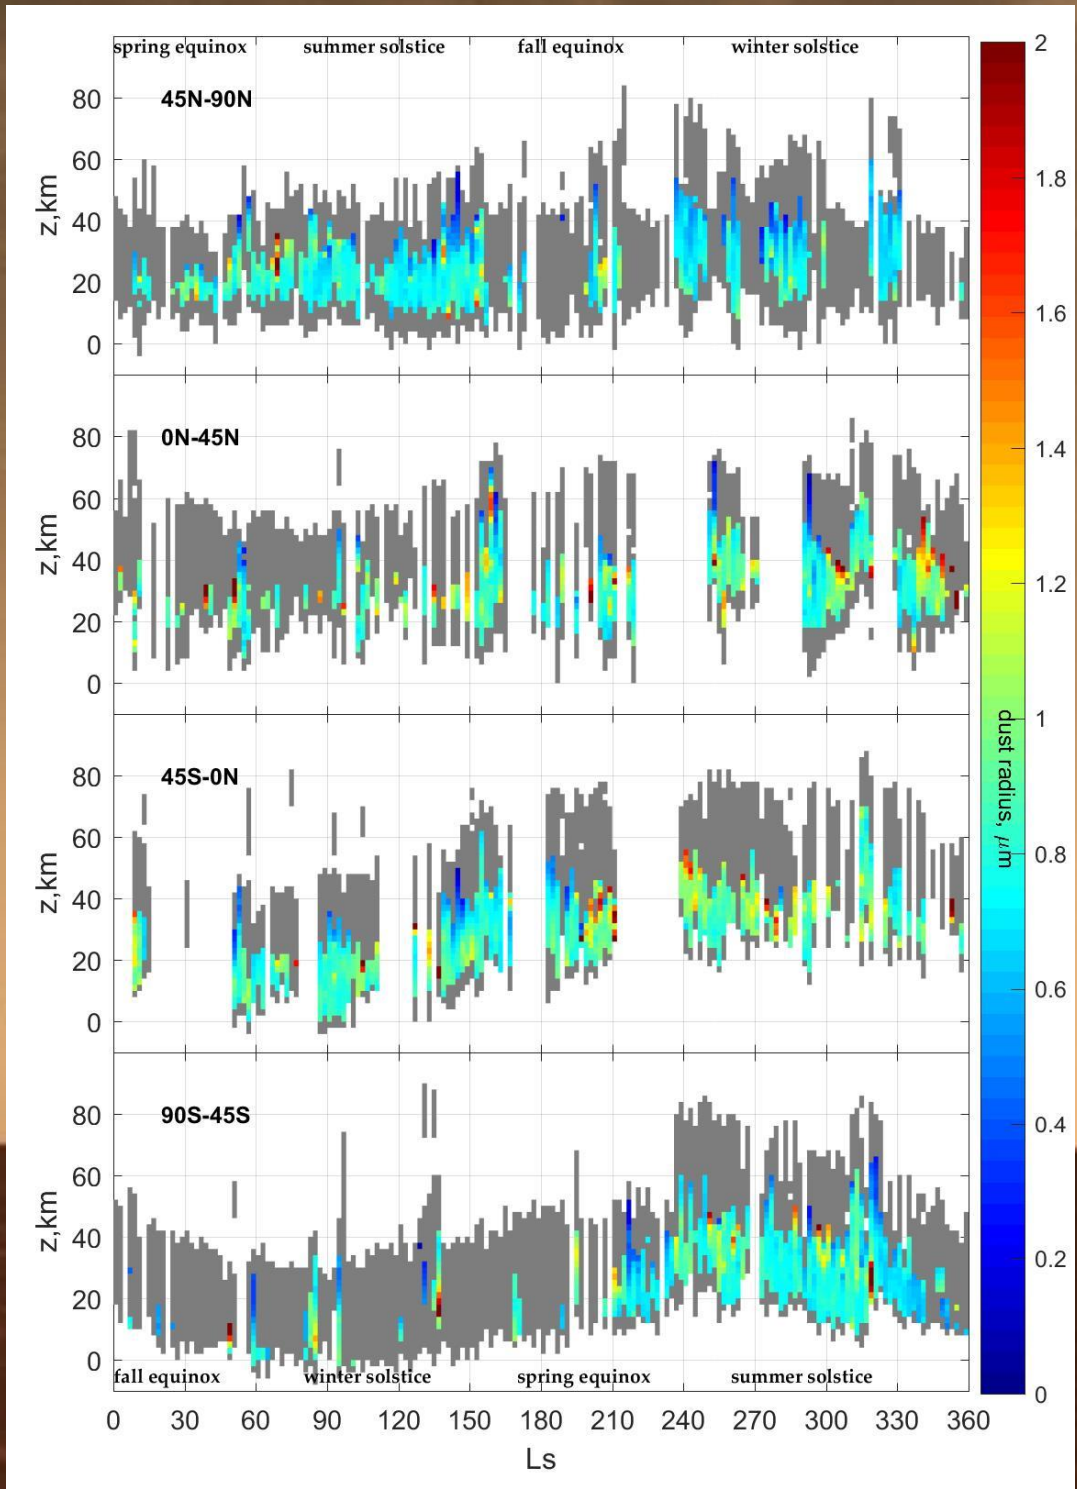 spring equinox summer solstice fall equinox winter solstice
45N-90N
80
60
40
20
0
z,km
0N-45N
80
60
40
20
0
z,km
45S-0N
80
60
40
20
0
z,km
90S-45S
80
60
40
20
0
z,km
fall equinox winter solstice spring equinox summer solstice
0 30 60 90 120 150 180 210 240 270 300 330 360
Ls
2
1.8
1.6
1.4
1.2
1
0.8
0.6
0.4
0.2
0
dust radius, μm